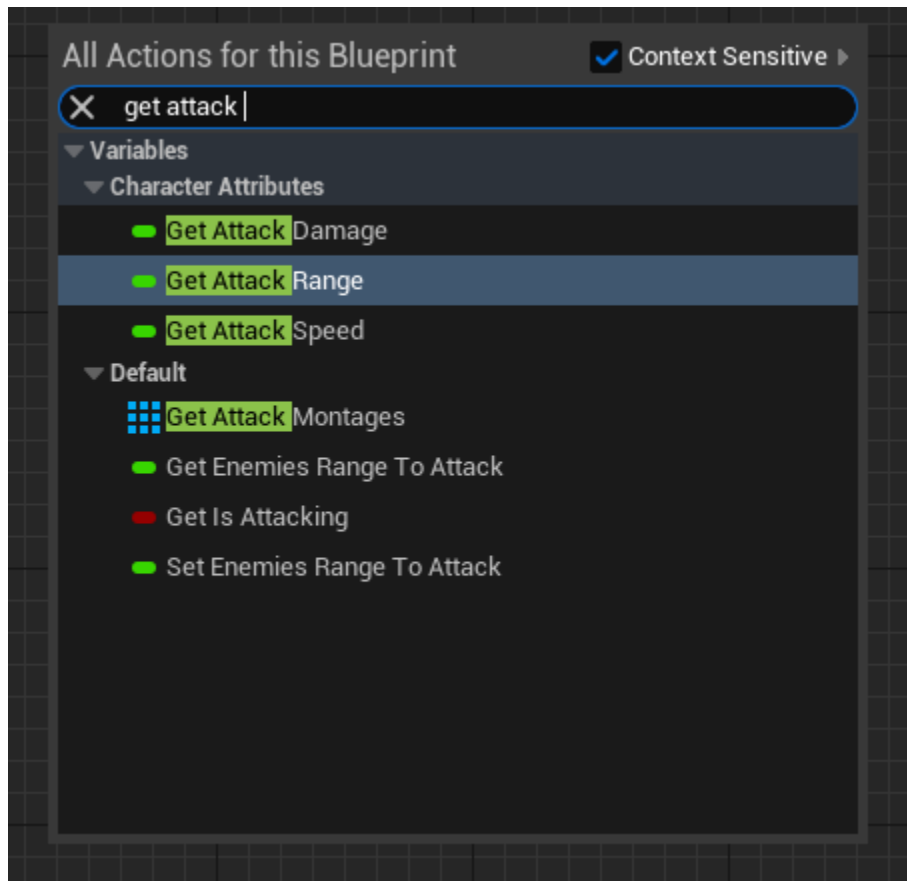 All Actions for this Blueprint Context Sensitive
get attack
Variables
Character Attributes
Get Attack Damage
Get Attack Range
Get Attack Speed
Default
Get Attack Montages
Get Enemies Range To Attack
Get Is Attacking
Set Enemies Range To Attack